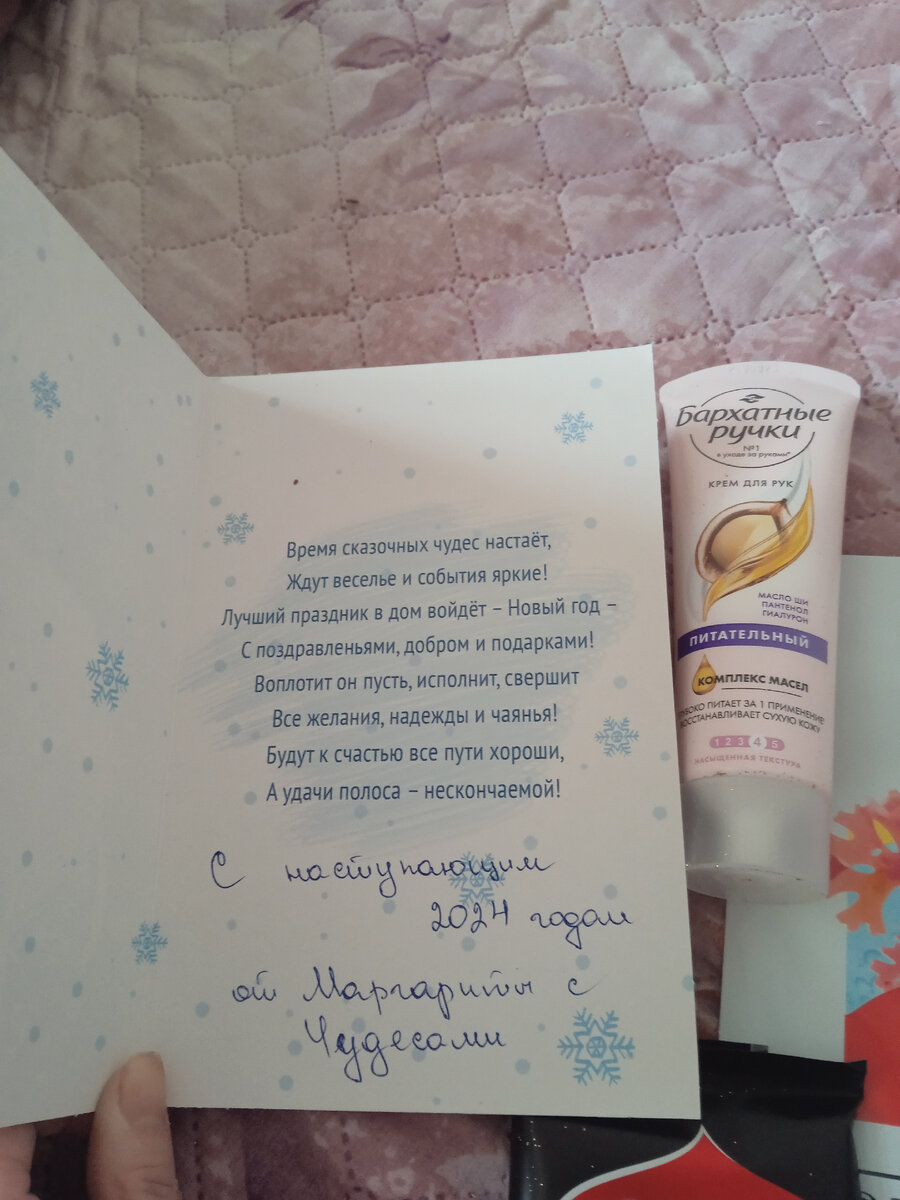 Время сказочных чудес настаёт,
Ждут веселье и события яркие!
Лучший праздник в дом войдёт – Новый год –
С поздравленьями, добром и подарками!
Воплотит он пусть, исполнит, свершит
Все желания, надежды и чаянья!
Будут к счастью все пути хороши,
А удачи полоса – нескончаемой!
С наступающим
2024 годом
от Маргариты с
Чудесами
Бархатные
ручки
№1
в уходе за руками*
КРЕМ ДЛЯ РУК
МАСЛО ШИ
ПАНТЕНОЛ
ГИАЛУРОН
ПИТАТЕЛЬНЫЙ
КОМПЛЕКС МАСЕЛ
ПИТАЕТ ЗА 1 ПРИМЕНЕНИЕ
ВОССТАНАВЛИВАЕТ СУХУЮ КОЖУ
1 2 3 4 5
НАСЫЩЕННАЯ ТЕКСТУРА